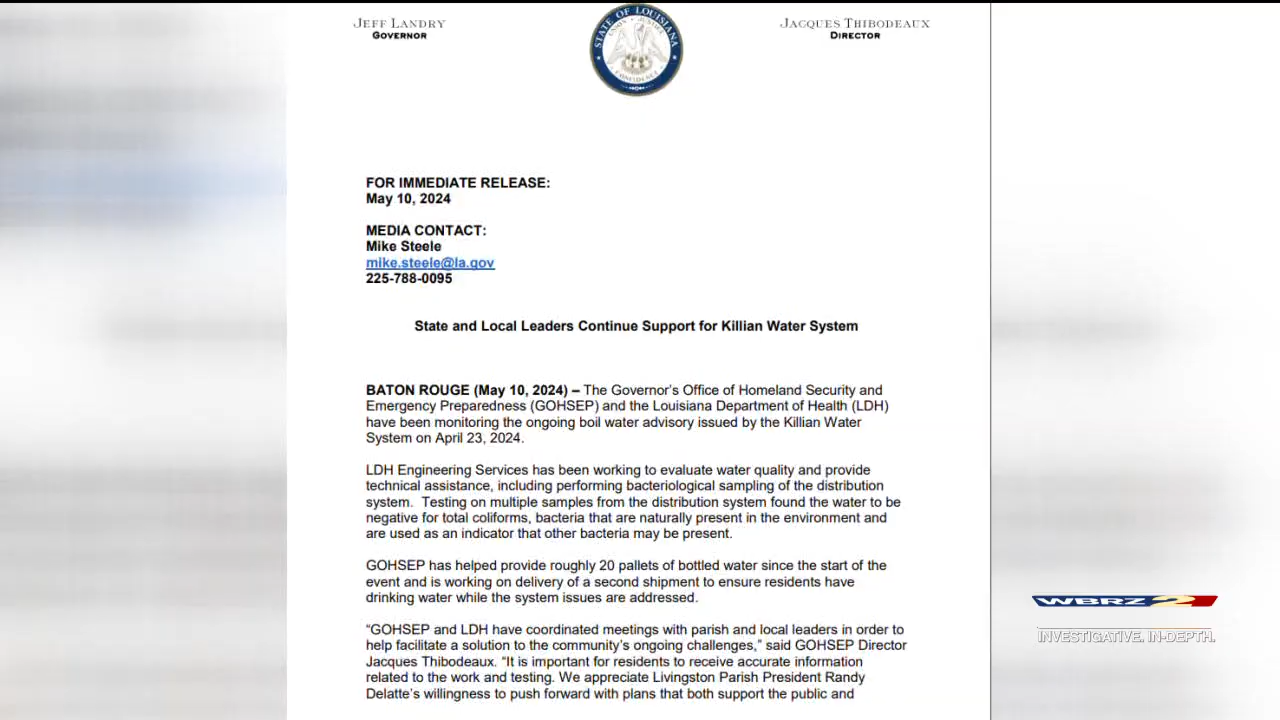 JEFF LANDRY
GOVERNOR
STATE OF LOUISIANA
UNION JUSTICE
CONFIDENCE
JACQUES THIBODEAUX
DIRECTOR
FOR IMMEDIATE RELEASE:
May 10, 2024
MEDIA CONTACT:
Mike Steele
mike.steele@la.gov
225-788-0095
State and Local Leaders Continue Support for Killian Water System
BATON ROUGE (May 10, 2024) – The Governor's Office of Homeland Security and
Emergency Preparedness (GOHSEP) and the Louisiana Department of Health (LDH)
have been monitoring the ongoing boil water advisory issued by the Killian Water
System on April 23, 2024.
LDH Engineering Services has been working to evaluate water quality and provide
technical assistance, including performing bacteriological sampling of the distribution
system.  Testing on multiple samples from the distribution system found the water to be
negative for total coliforms, bacteria that are naturally present in the environment and
are used as an indicator that other bacteria may be present.
GOHSEP has helped provide roughly 20 pallets of bottled water since the start of the
event and is working on delivery of a second shipment to ensure residents have
drinking water while the system issues are addressed.
“GOHSEP and LDH have coordinated meetings with parish and local leaders in order to
help facilitate a solution to the community's ongoing challenges,” said GOHSEP Director
Jacques Thibodeaux. “It is important for residents to receive accurate information
related to the work and testing. We appreciate Livingston Parish President Randy
Delatte's willingness to push forward with plans that both support the public and
WBRZ 2
INVESTIGATIVE. IN-DEPTH.